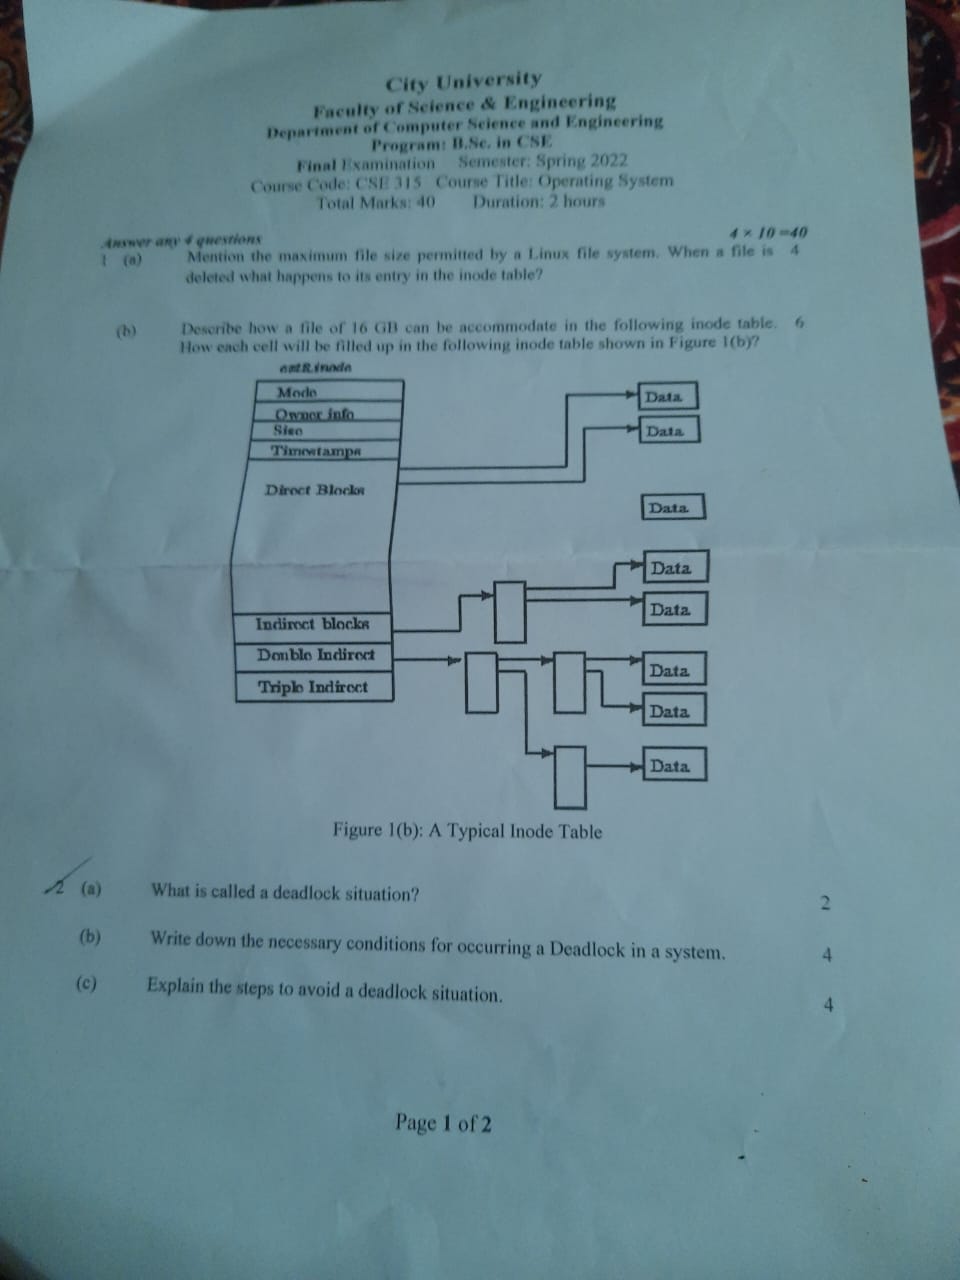 City University
Faculty of Science & Engineering
Department of Computer Science and Engineering
Program: B.Sc. in CSE
Final Examination Semester: Spring 2022
Course Code: CSE 315 Course Title: Operating System
Total Marks: 40 Duration: 2 hours
Answer any 4 questions 4 × 10 =40
1 (a) Mention the maximum file size permitted by a Linux file system. When a file is 4
deleted what happens to its entry in the inode table?
(b) Describe how a file of 16 GB can be accommodate in the following inode table. 6
How each cell will be filled up in the following inode table shown in Figure 1(b)?
inode
Mode
Owner info
Size
Timestamps
Direct Blocks
Indirect blocks
Double Indirect
Triple Indirect
Data
Data
Data
Data
Data
Data
Data
Data
Figure 1(b): A Typical Inode Table
2 (a) What is called a deadlock situation? 2
(b) Write down the necessary conditions for occurring a Deadlock in a system. 4
(c) Explain the steps to avoid a deadlock situation. 4
Page 1 of 2